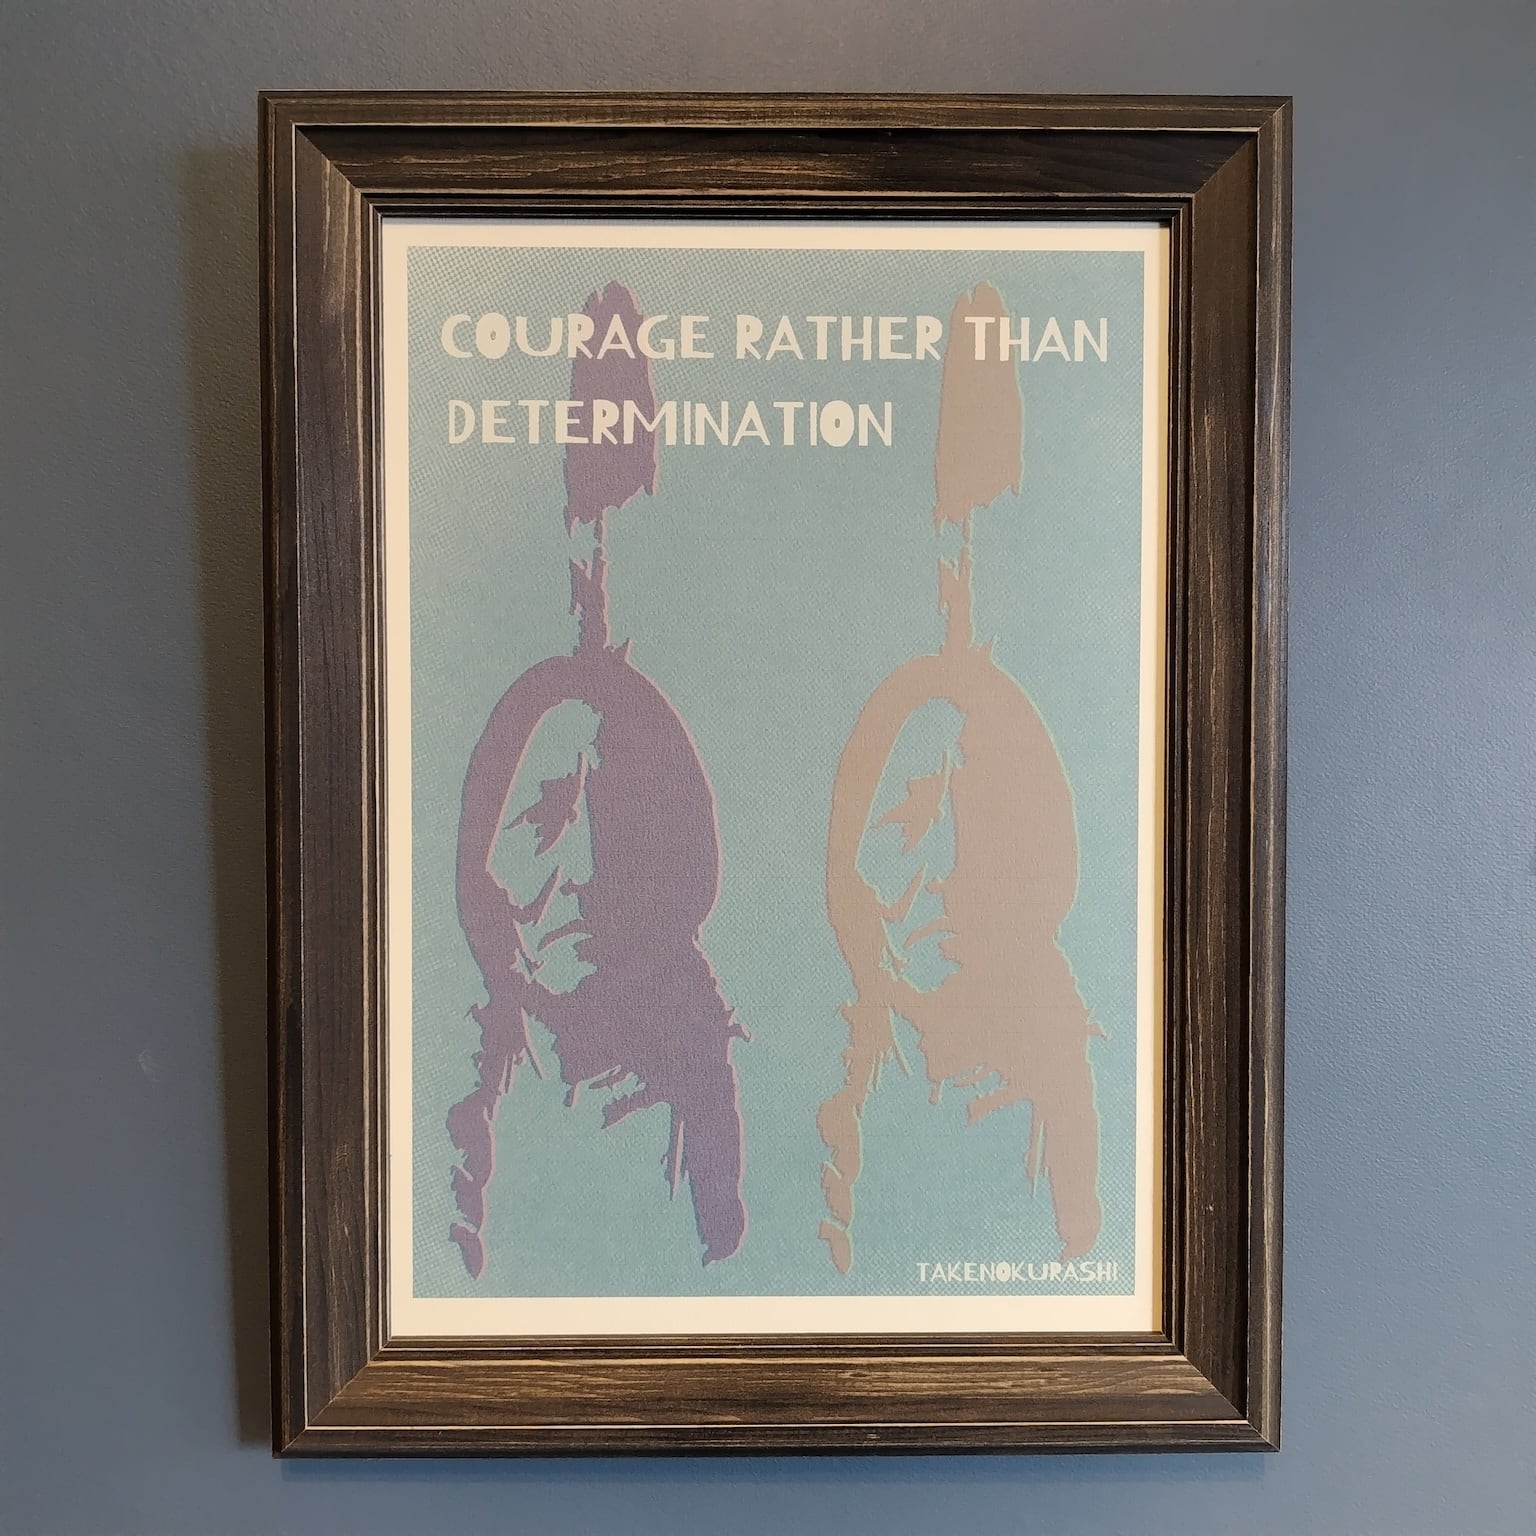 COURAGE RATHER THAN
DETERMINATION
TAKENOKURASHI